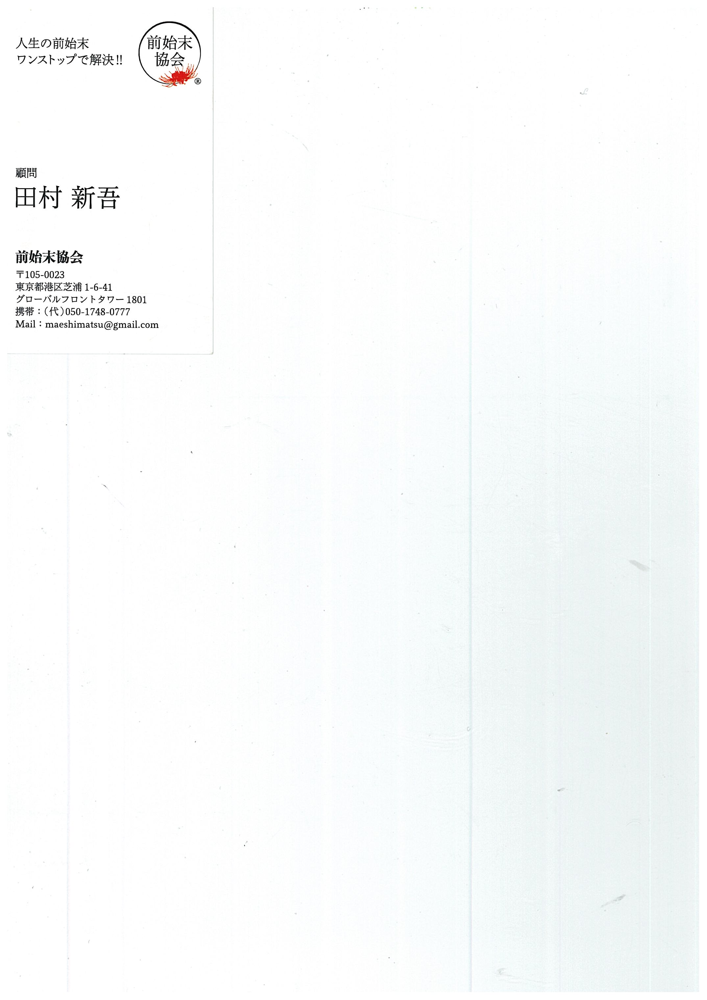 人生の前始末
ワンストップで解決!!
前始末
協会
®
顧問
田村 新吾
前始末協会
〒105-0023
東京都港区芝浦 1-6-41
グローバルフロントタワー 1801
携帯：（代）050-1748-0777
Mail：maeshimatsu@gmail.com